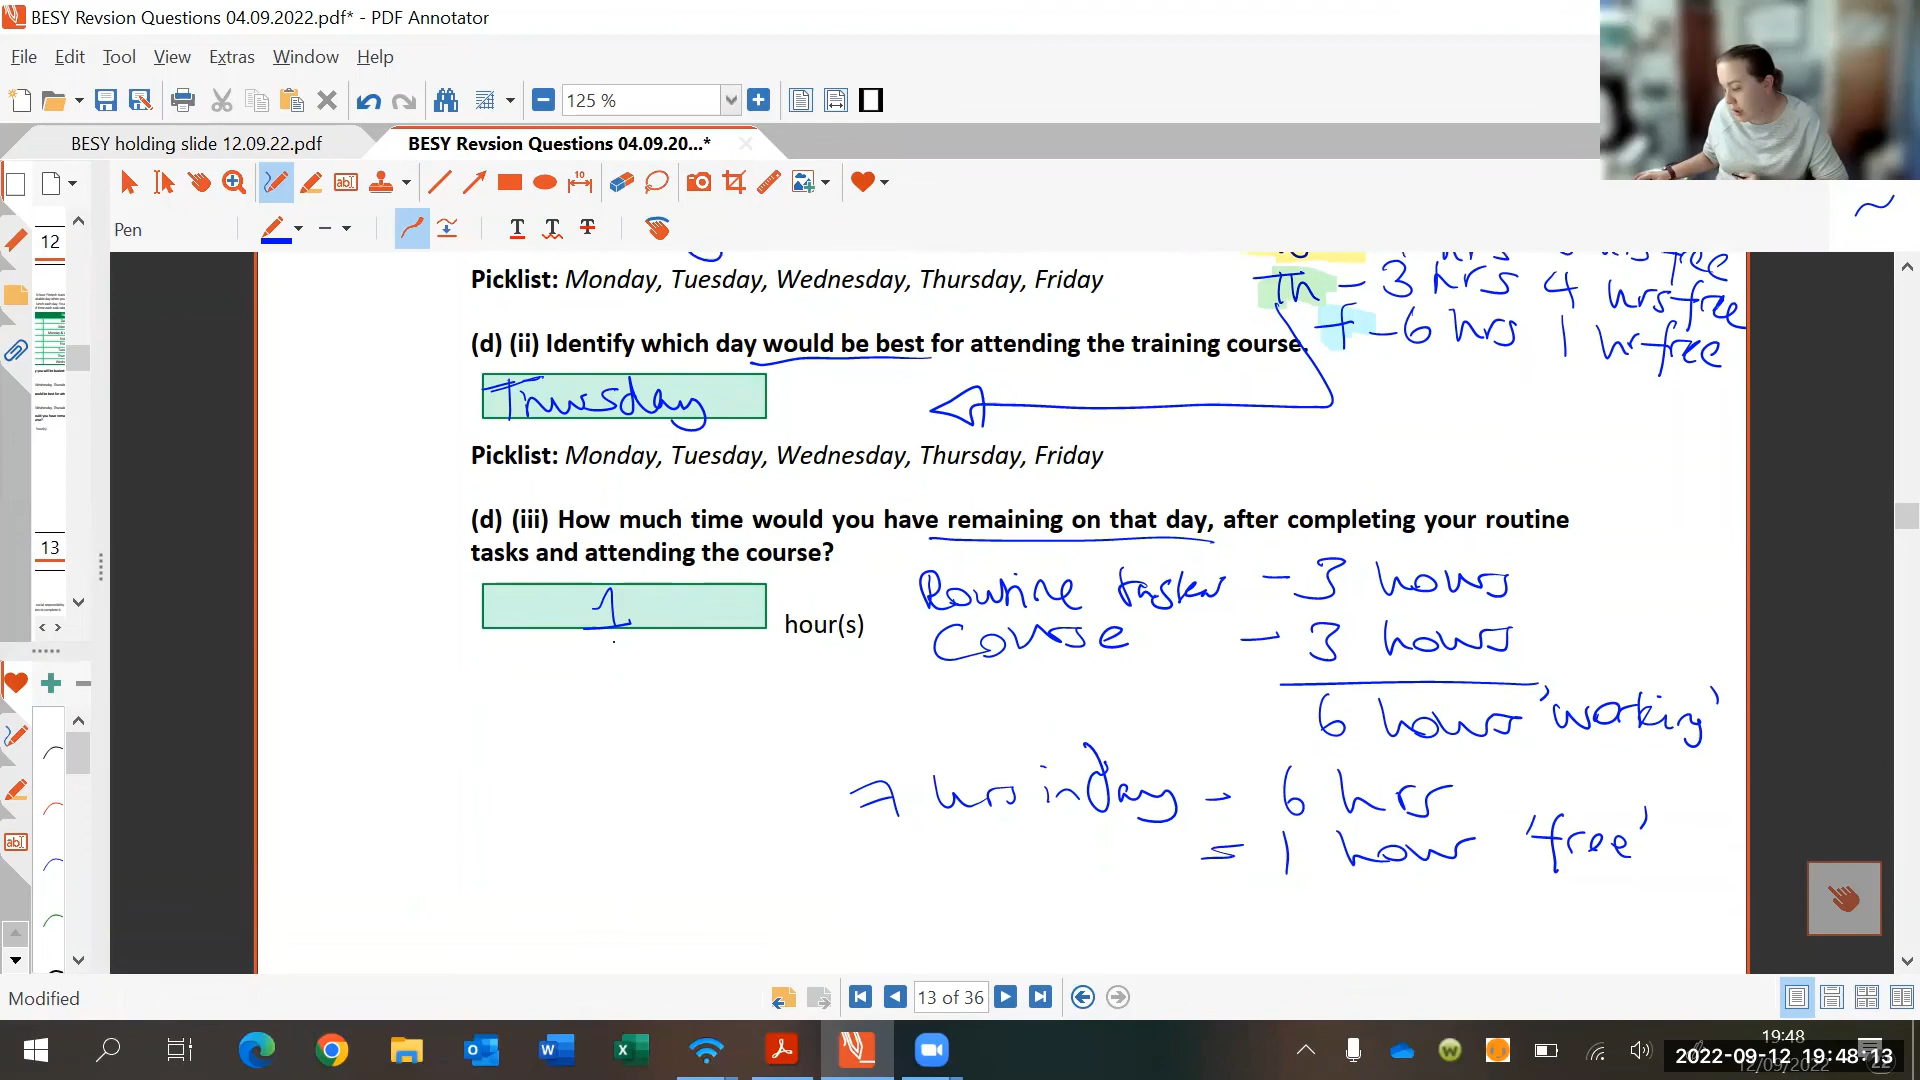 BESY Revsion Questions 04.09.2022.pdf* - PDF Annotator
File Edit Tool View Extras Window Help
125 %
BESY holding slide 12.09.22.pdf
BESY Revsion Questions 04.09.20...*
Pen
12
13
Picklist: Monday, Tuesday, Wednesday, Thursday, Friday
Th - 3 hrs 4 hrs free
F - 6 hrs 1 hr free
(d) (ii) Identify which day would be best for attending the training course.
Thursday
Picklist: Monday, Tuesday, Wednesday, Thursday, Friday
(d) (iii) How much time would you have remaining on that day, after completing your routine
tasks and attending the course?
1 hour(s)
Routine tasks - 3 hours
Course - 3 hours
6 hours 'working'
7 hrs in day - 6 hrs
= 1 hour 'free'
Modified
13 of 36
19:48
2022-09-12 19:48:13
12/09/2022
22